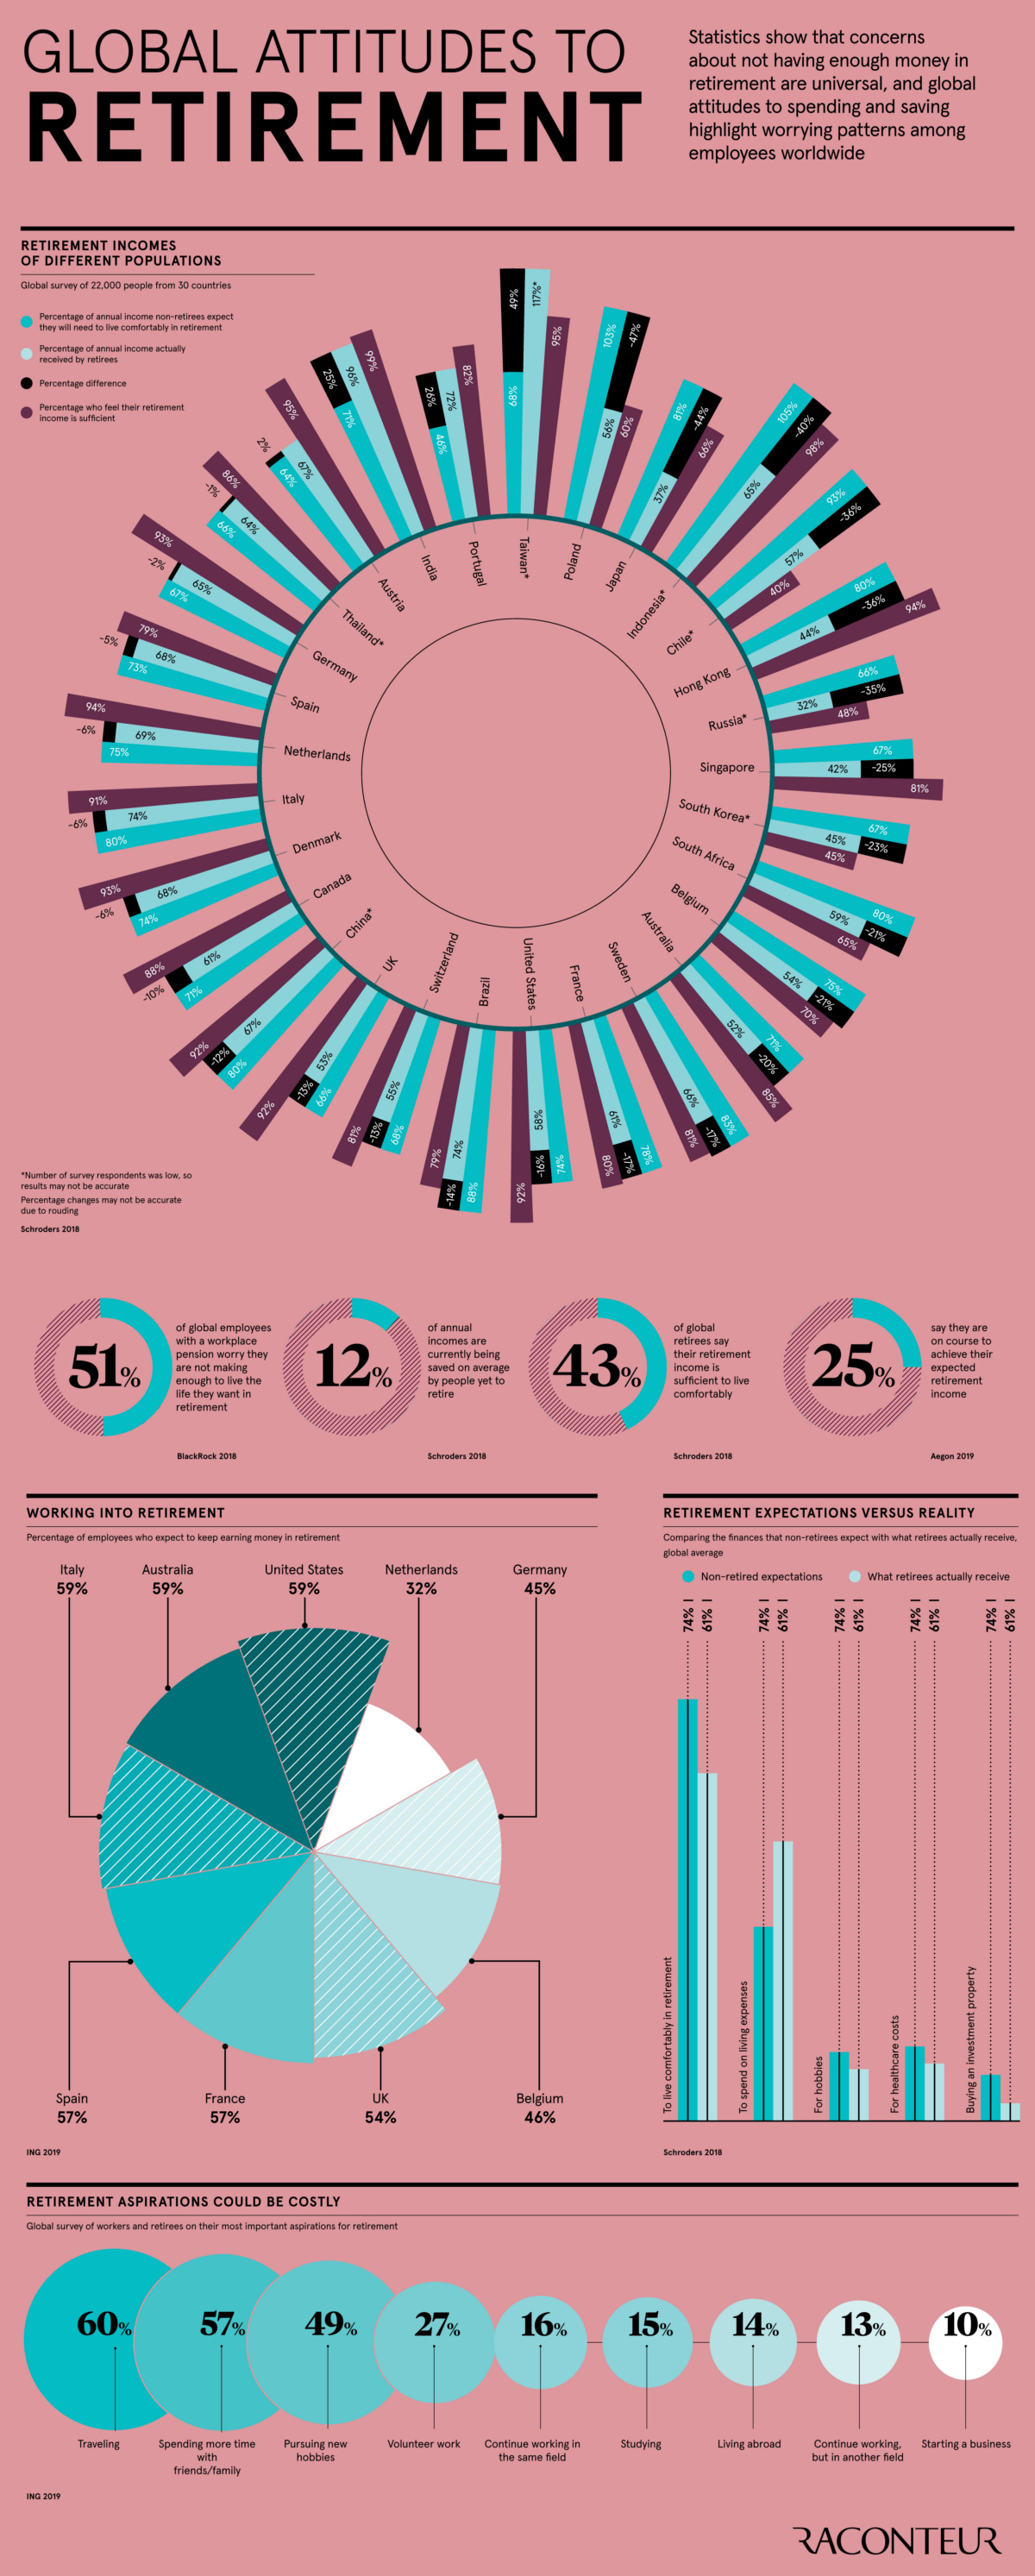 GLOBAL ATTITUDES TO
RETIREMENT
Statistics show that concerns
about not having enough money in
retirement are universal, and global
attitudes to spending and saving
highlight worrying patterns among
employees worldwide
RETIREMENT INCOMES
OF DIFFERENT POPULATIONS
Global survey of 22,000 people from 30 countries
Percentage of annual income non-retirees expect
they will need to live comfortably in retirement
Percentage of annual income actually
received by retirees
Percentage difference
Percentage who feel their retirement
income is sufficient
Taiwan*
68%
49%
117%*
95%
Poland
103%
-47%
56%
60%
Japan
81%
-44%
37%
66%
Indonesia*
105%
-40%
65%
98%
Chile*
93%
-36%
57%
40%
Hong Kong
80%
-36%
44%
94%
Russia*
66%
-35%
32%
48%
Singapore
67%
-25%
42%
81%
South Korea*
67%
-23%
45%
45%
South Africa
80%
-21%
59%
65%
Belgium
75%
-21%
54%
70%
Australia
71%
-20%
52%
85%
Sweden
83%
-17%
66%
81%
France
78%
-17%
61%
80%
United States
74%
-16%
58%
92%
Brazil
88%
-14%
74%
79%
Switzerland
68%
-13%
55%
81%
UK
66%
-13%
53%
92%
China*
80%
-12%
67%
92%
Canada
71%
-10%
61%
88%
Denmark
74%
-6%
68%
93%
Italy
80%
-6%
74%
91%
Netherlands
75%
-6%
69%
94%
Spain
73%
-5%
68%
79%
Germany
67%
-2%
65%
93%
Thailand*
66%
-1%
64%
86%
Austria
64%
2%
67%
95%
India
71%
25%
96%
99%
Portugal
46%
26%
72%
82%
*Number of survey respondents was low, so
results may not be accurate
Percentage changes may not be accurate
due to rouding
Schroders 2018
51%
of global employees
with a workplace
pension worry they
are not making
enough to live the
life they want in
retirement
BlackRock 2018
12%
of annual
incomes are
currently being
saved on average
by people yet to
retire
Schroders 2018
43%
of global
retirees say
their retirement
income is
sufficient to live
comfortably
Schroders 2018
25%
say they are
on course to
achieve their
expected
retirement
income
Aegon 2019
WORKING INTO RETIREMENT
Percentage of employees who expect to keep earning money in retirement
Italy
59%
Australia
59%
United States
59%
Netherlands
32%
Germany
45%
Spain
57%
France
57%
UK
54%
Belgium
46%
ING 2019
RETIREMENT EXPECTATIONS VERSUS REALITY
Comparing the finances that non-retirees expect with what retirees actually receive,
global average
Non-retired expectations
What retirees actually receive
74%
61%
74%
61%
74%
61%
74%
61%
74%
61%
To live comfortably in retirement
To spend on living expenses
For hobbies
For healthcare costs
Buying an investment property
Schroders 2018
RETIREMENT ASPIRATIONS COULD BE COSTLY
Global survey of workers and retirees on their most important aspirations for retirement
60%
57%
49%
27%
16%
15%
14%
13%
10%
Traveling
Spending more time
with
friends/family
Pursuing new
hobbies
Volunteer work
Continue working in
the same field
Studying
Living abroad
Continue working,
but in another field
Starting a business
ING 2019
RACONTEUR